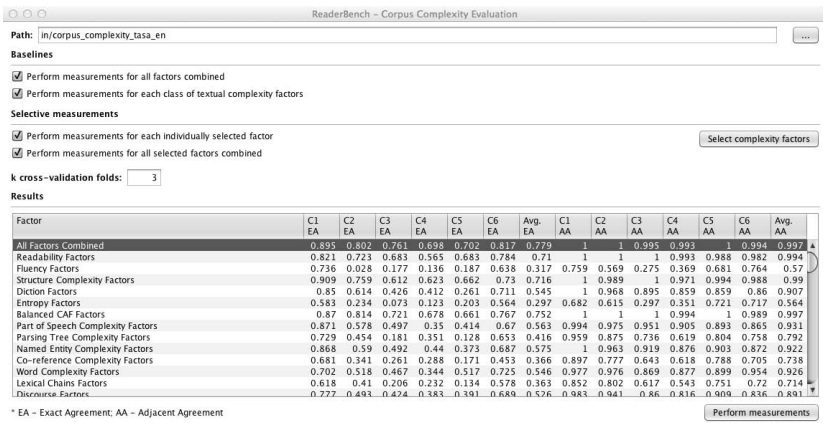 ReaderBench - Corpus Complexity Evaluation
Path: in/corpus_complexity_tasa_en ...
Baselines
Perform measurements for all factors combined
Perform measurements for each class of textual complexity factors
Selective measurements
Perform measurements for each individually selected factor
Select complexity factors
Perform measurements for all selected factors combined
k cross-validation folds: 3
Results
Factor C1 EA C2 EA C3 EA C4 EA C5 EA C6 EA Avg. EA C1 AA C2 AA C3 AA C4 AA C5 AA C6 AA Avg. AA
All Factors Combined 0.895 0.802 0.761 0.698 0.702 0.817 0.779 1 1 0.995 0.993 1 0.994 0.997
Readability Factors 0.821 0.723 0.683 0.565 0.683 0.784 0.71 1 1 1 0.993 0.988 0.982 0.994
Fluency Factors 0.736 0.028 0.177 0.136 0.187 0.638 0.317 0.759 0.569 0.275 0.369 0.681 0.764 0.57
Structure Complexity Factors 0.909 0.759 0.612 0.623 0.662 0.73 0.716 1 0.989 1 0.971 0.994 0.988 0.99
Diction Factors 0.85 0.614 0.426 0.412 0.261 0.711 0.545 1 0.968 0.895 0.859 0.859 0.86 0.907
Entropy Factors 0.583 0.234 0.073 0.123 0.203 0.564 0.297 0.682 0.615 0.297 0.351 0.721 0.717 0.564
Balanced CAF Factors 0.87 0.814 0.721 0.678 0.661 0.767 0.752 1 1 1 0.994 1 0.989 0.997
Part of Speech Complexity Factors 0.871 0.578 0.497 0.35 0.414 0.67 0.563 0.994 0.975 0.951 0.905 0.893 0.865 0.931
Parsing Tree Complexity Factors 0.729 0.454 0.181 0.351 0.128 0.653 0.416 0.959 0.875 0.736 0.619 0.804 0.758 0.792
Named Entity Complexity Factors 0.868 0.59 0.492 0.44 0.373 0.687 0.575 1 0.963 0.919 0.876 0.903 0.872 0.922
Co-reference Complexity Factors 0.681 0.341 0.261 0.288 0.171 0.453 0.366 0.897 0.777 0.643 0.618 0.788 0.705 0.738
Word Complexity Factors 0.702 0.518 0.467 0.344 0.517 0.725 0.546 0.977 0.976 0.869 0.877 0.899 0.954 0.926
Lexical Chains Factors 0.618 0.41 0.206 0.232 0.134 0.578 0.363 0.852 0.802 0.617 0.543 0.751 0.72 0.714
Discourse Factors 0.777 0.493 0.424 0.383 0.391 0.689 0.526 0.983 0.941 0.86 0.816 0.909 0.836 0.891
* EA - Exact Agreement; AA - Adjacent Agreement Perform measurements